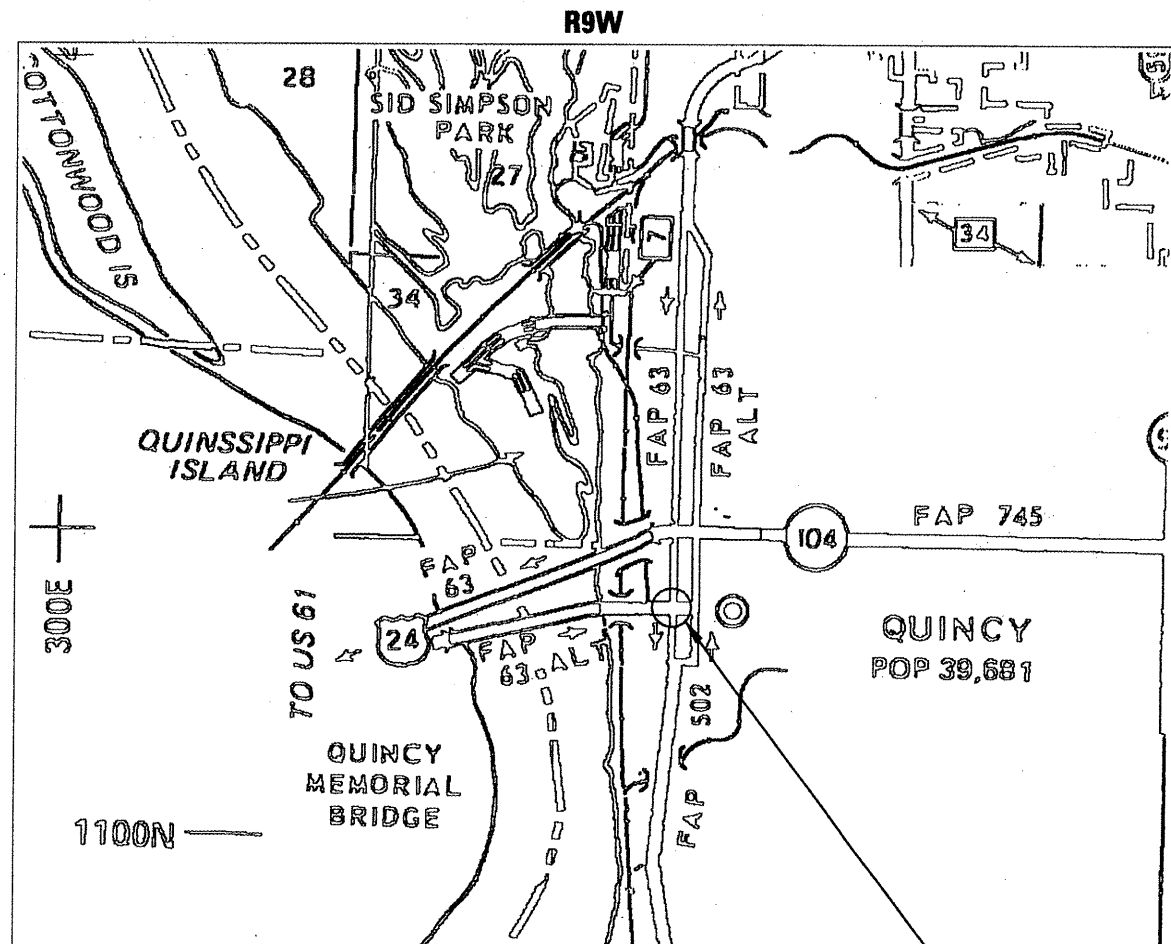 R9W
28
SID SIMPSON
PARK
27
OTTONWOOD IS
7
34
34
FAP 63
FAP 63
ALT
QUINSSIPPI
ISLAND
300E
FAP 745
104
FAP
63
TO US 61
24
FAP
63 ALT
QUINCY
POP 39,681
502
FAP
QUINCY
MEMORIAL
BRIDGE
1100N